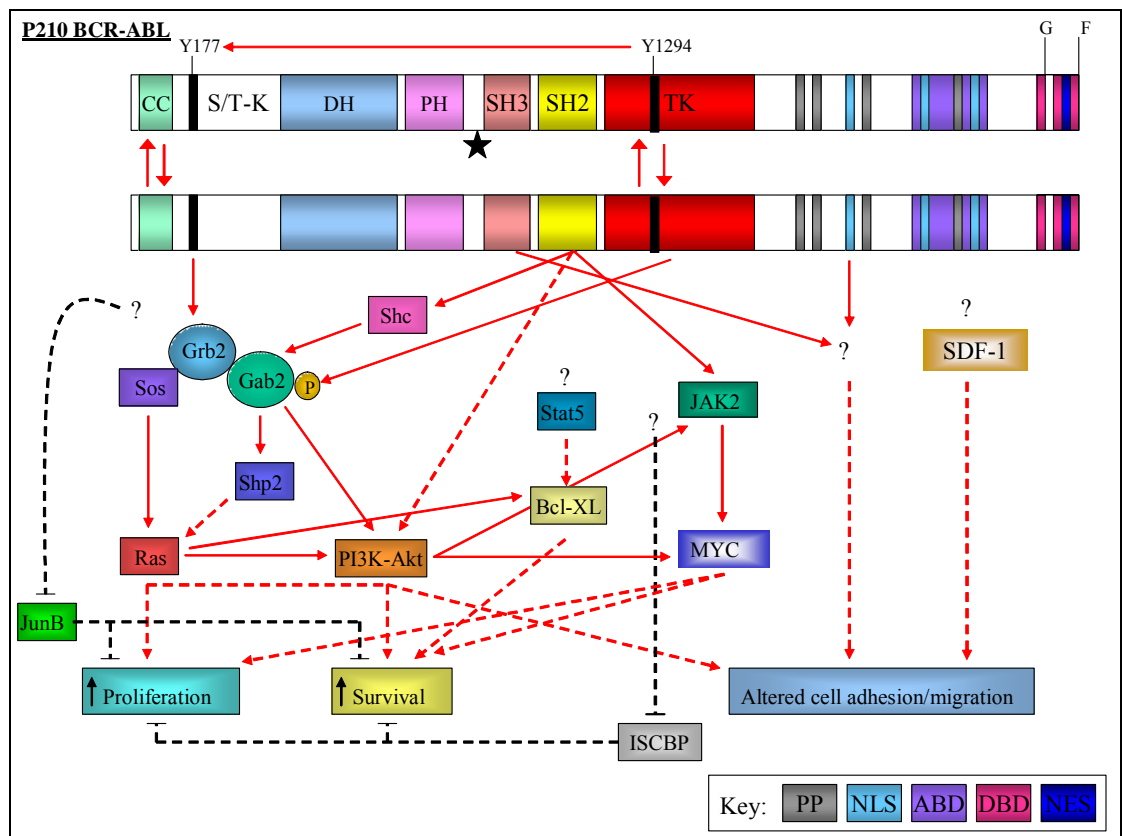 P210 BCR-ABL
Y177 Y1294 G F
CC S/T-K DH PH SH3 SH2 TK
?
Shc
?
SDF-1
Grb2
?
Gab2 P
Sos
?
JAK2
Stat5
?
Shp2
Bcl-XL
Ras PI3K-Akt MYC
JunB
Proliferation Survival Altered cell adhesion/migration
ISCBP
Key: PP NLS ABD DBD NES